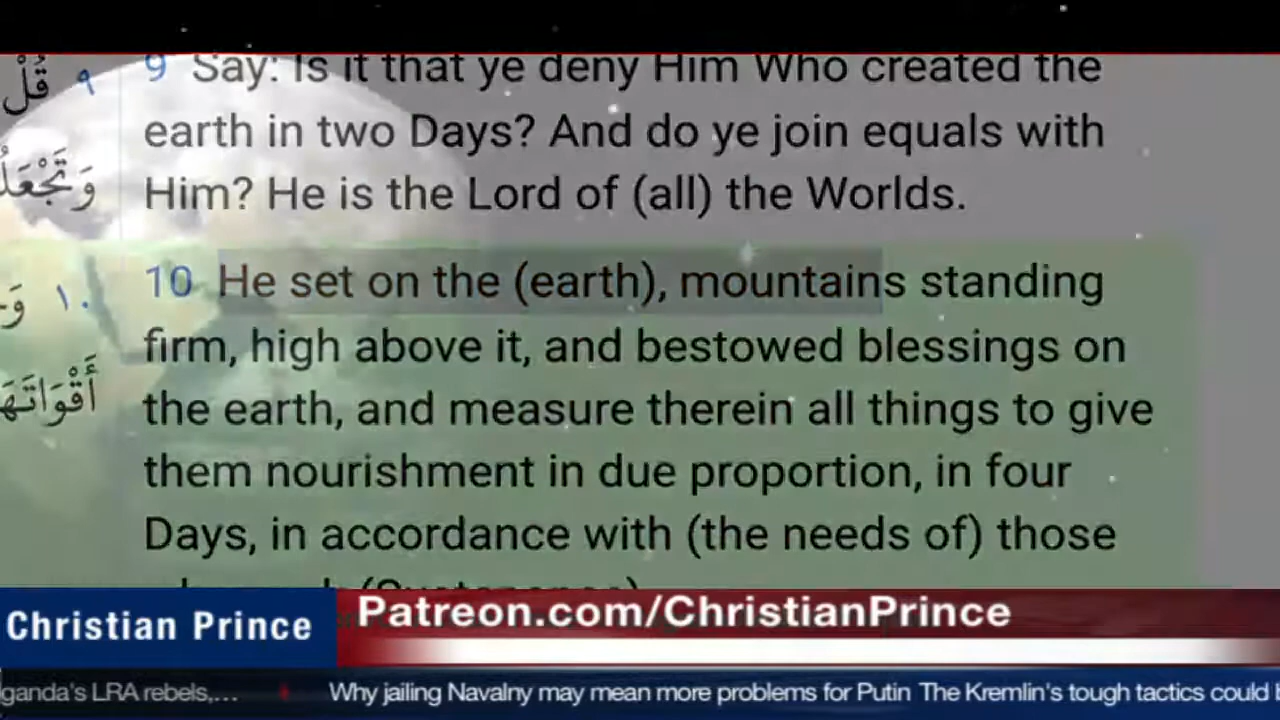 ٩ قُلْ
9 Say: Is it that ye deny Him Who created the
earth in two Days? And do ye join equals with
Him? He is the Lord of (all) the Worlds.
١٠
10 He set on the (earth), mountains standing
firm, high above it, and bestowed blessings on
أَقْوَاتَهَا
the earth, and measure therein all things to give
them nourishment in due proportion, in four
Days, in accordance with (the needs of) those
Christian Prince
Patreon.com/ChristianPrince
ganda's LRA rebels,... Why jailing Navalny may mean more problems for Putin The Kremlin's tough tactics could b